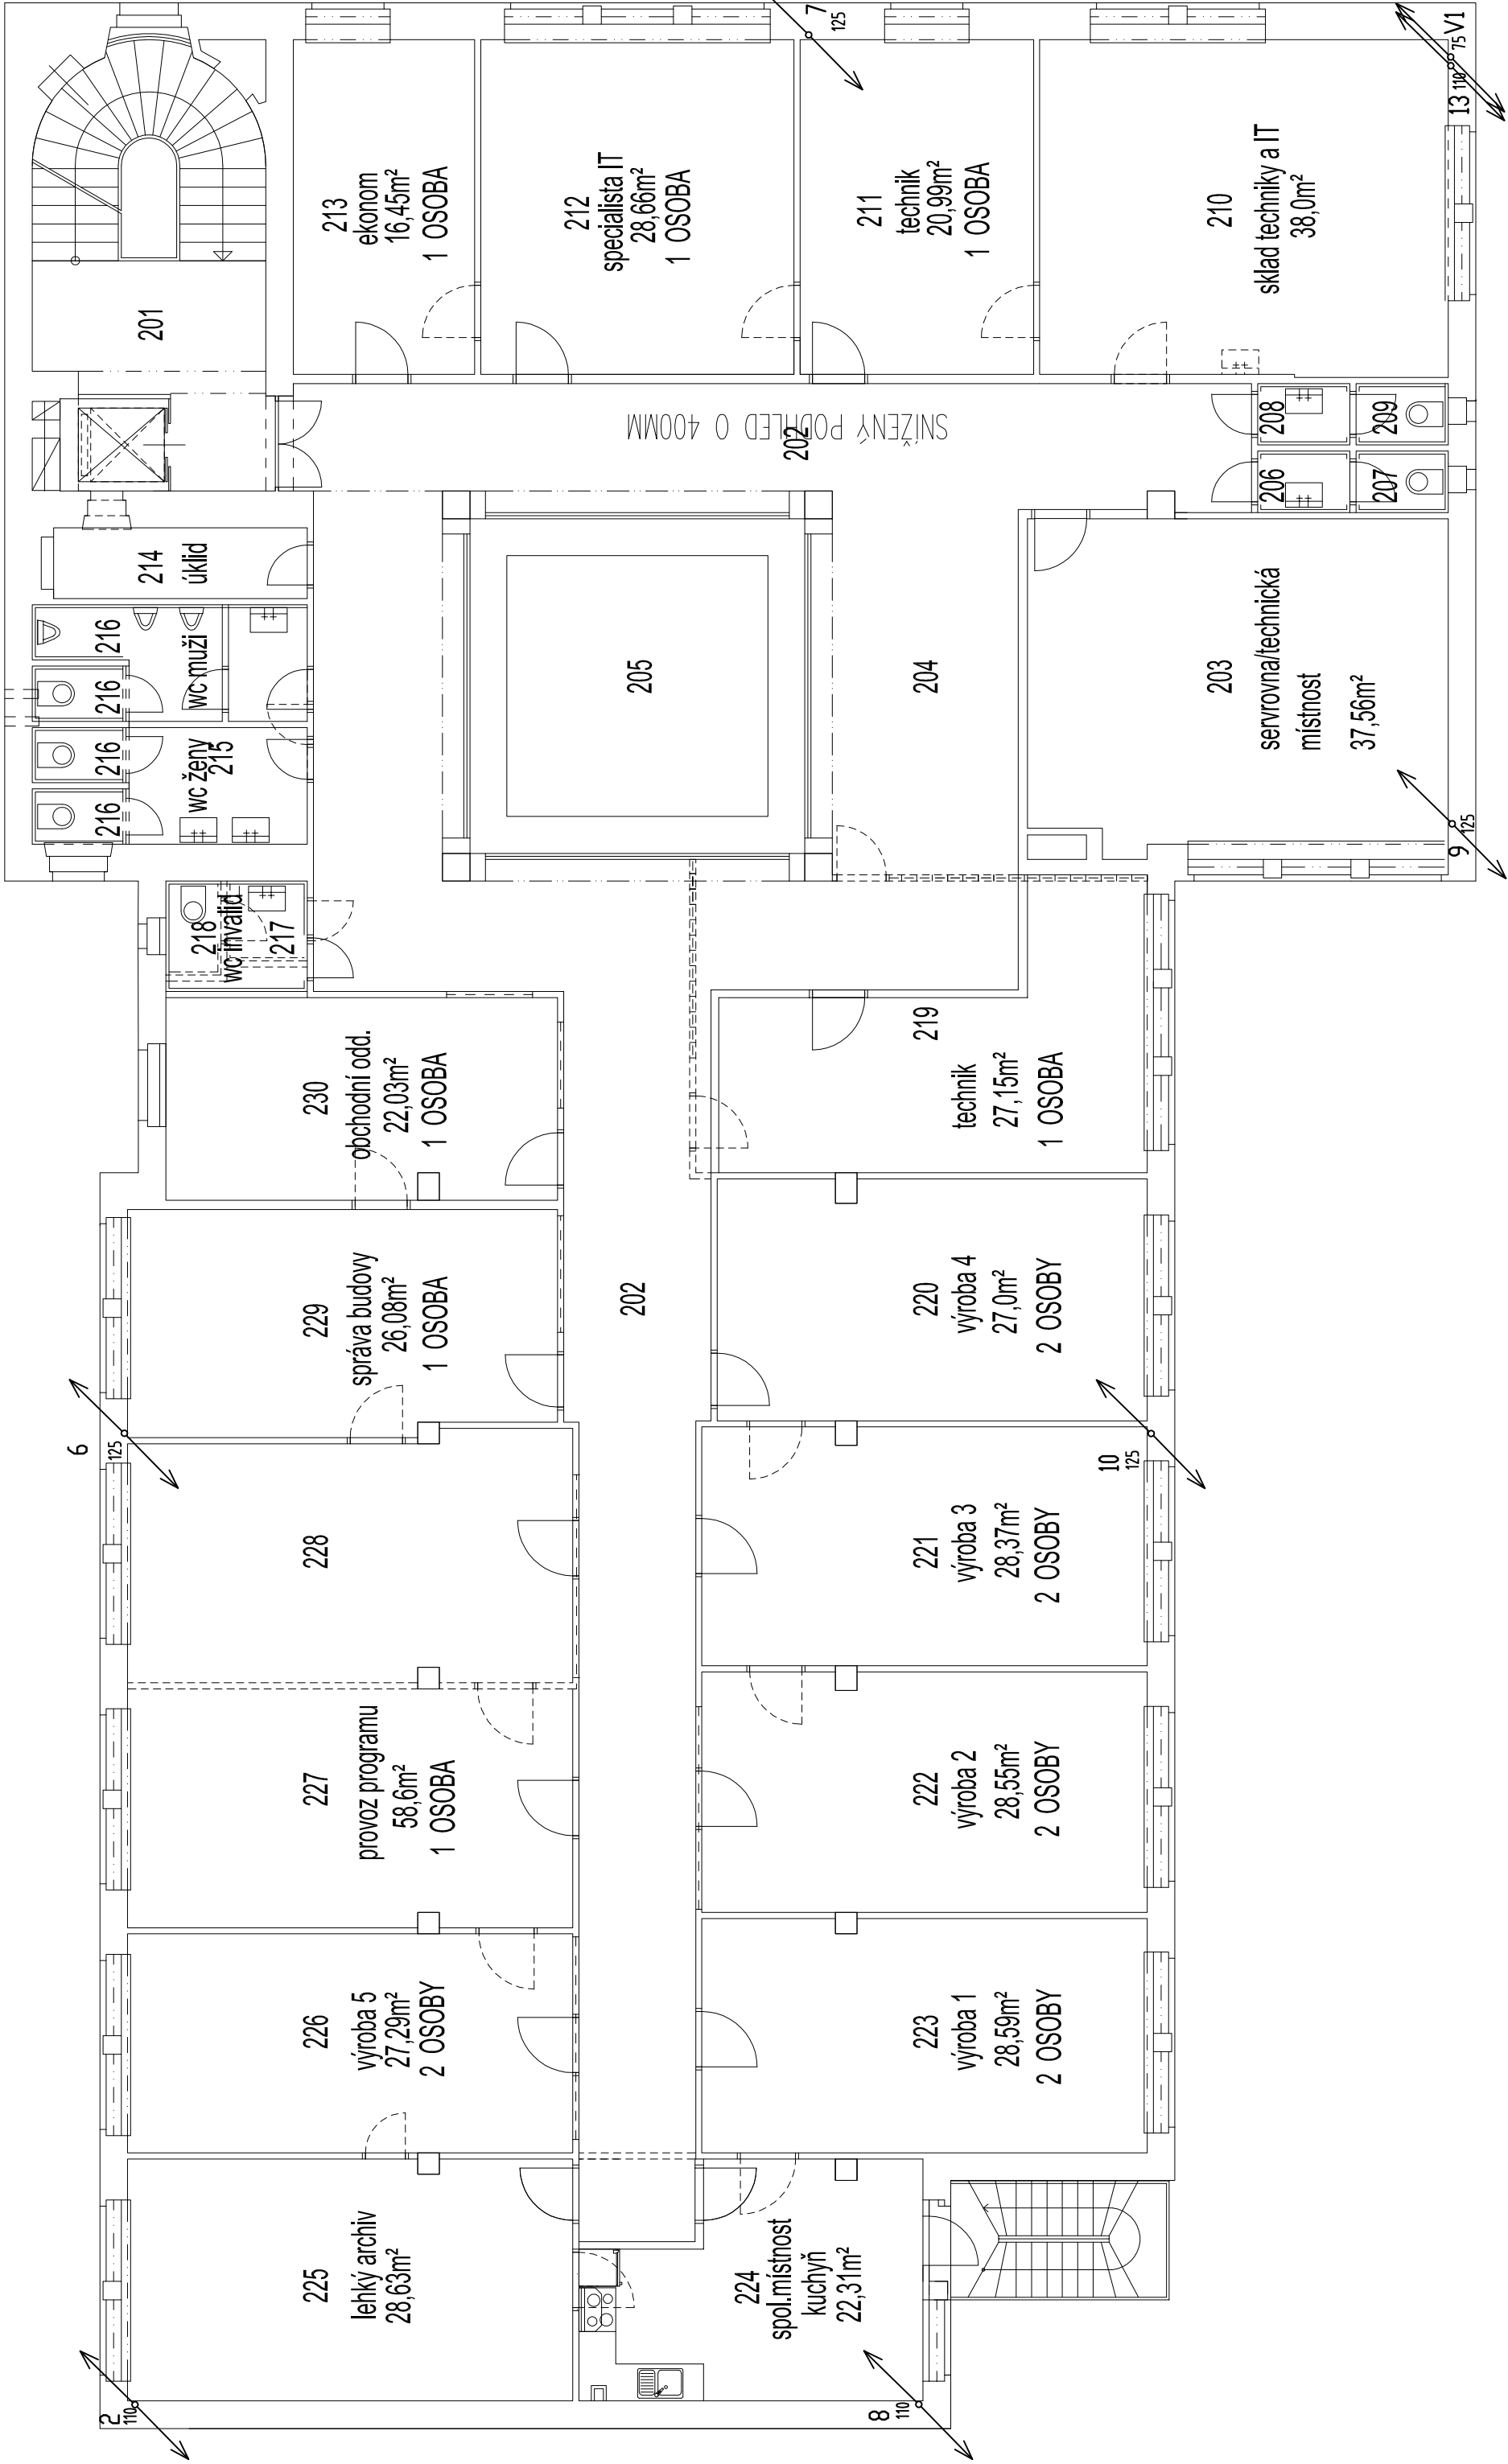 201
213
ekonom
16,45m²
1 OSOBA
212
specialista IT
28,66m²
1 OSOBA
7
125
211
technik
20,99m²
1 OSOBA
210
sklad techniky a IT
38,0m²
13 110
75 V1
SNÍŽENÝ PODHLED O 400MM
202
208
209
206
207
214
úklid
216
216
wc muži
216
216
wc ženy
215
218
wc invalid
217
205
204
203
servrovna/technická
místnost
37,56m²
9
125
230
obchodní odd.
22,03m²
1 OSOBA
219
technik
27,15m²
1 OSOBA
229
správa budovy
26,08m²
1 OSOBA
202
220
výroba 4
27,0m²
2 OSOBY
6
125
10
125
228
221
výroba 3
28,37m²
2 OSOBY
227
provoz programu
58,6m²
1 OSOBA
222
výroba 2
28,55m²
2 OSOBY
226
výroba 5
27,29m²
2 OSOBY
223
výroba 1
28,59m²
2 OSOBY
225
lehký archiv
28,63m²
224
spol.místnost
kuchyň
22,31m²
2
110
8
110